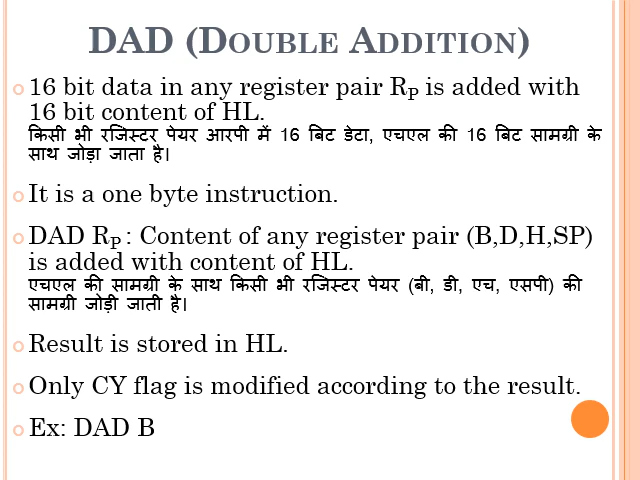 DAD (DOUBLE ADDITION)
16 bit data in any register pair RP is added with
16 bit content of HL.
किसी भी रजिस्टर पेयर आरपी में 16 बिट डेटा, एचएल की 16 बिट सामग्री के
साथ जोड़ा जाता है।
It is a one byte instruction.
DAD RP : Content of any register pair (B,D,H,SP)
is added with content of HL.
एचएल की सामग्री के साथ किसी भी रजिस्टर पेयर (बी, डी, एच, एसपी) की
सामग्री जोड़ी जाती है।
Result is stored in HL.
Only CY flag is modified according to the result.
Ex: DAD B